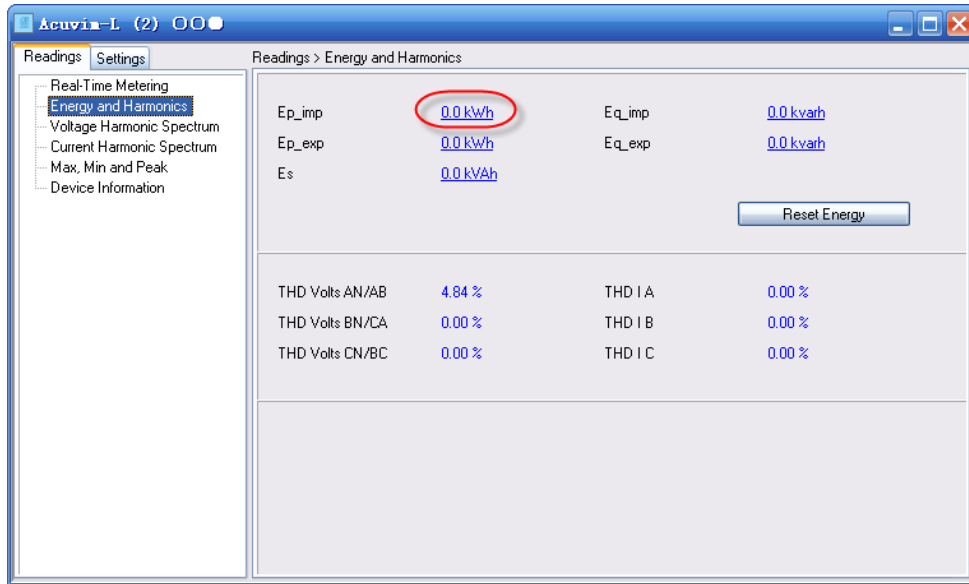 Acuvim-L (2) ○○●
Readings Settings
Readings > Energy and Harmonics
Real-Time Metering
Energy and Harmonics
Voltage Harmonic Spectrum
Current Harmonic Spectrum
Max, Min and Peak
Device Information
Ep_imp 0.0 kWh Eq_imp 0.0 kvarh
Ep_exp 0.0 kWh Eq_exp 0.0 kvarh
Es 0.0 kVAh
Reset Energy
THD Volts AN/AB 4.84 % THD I A 0.00 %
THD Volts BN/CA 0.00 % THD I B 0.00 %
THD Volts CN/BC 0.00 % THD I C 0.00 %